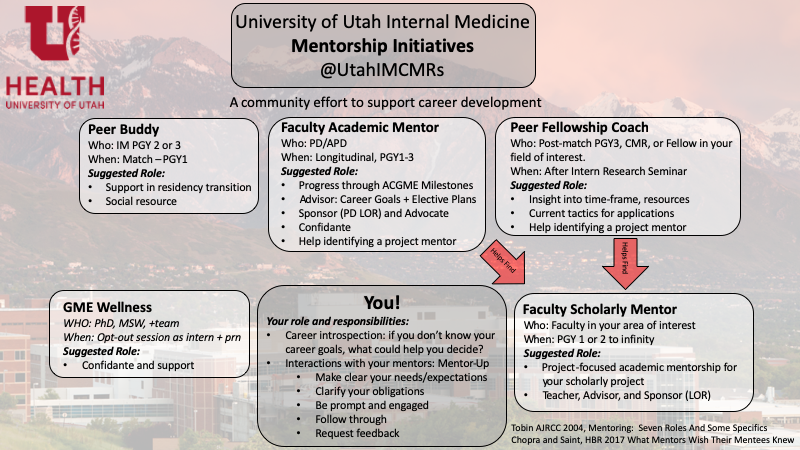 U
HEALTH
UNIVERSITY OF UTAH
University of Utah Internal Medicine
Mentorship Initiatives
@UtahIMCMRs
A community effort to support career development
Peer Buddy
Who: IM PGY 2 or 3
When: Match – PGY1
Suggested Role:
• Support in residency transition
• Social resource
Faculty Academic Mentor
Who: PD/APD
When: Longitudinal, PGY1-3
Suggested Role:
• Progress through ACGME Milestones
• Advisor: Career Goals + Elective Plans
• Sponsor (PD LOR) and Advocate
• Confidante
• Help identifying a project mentor
Peer Fellowship Coach
Who: Post-match PGY3, CMR, or Fellow in your
field of interest.
When: After Intern Research Seminar
Suggested Role:
• Insight into time-frame, resources
• Current tactics for applications
• Help identifying a project mentor
Helps Find
Helps Find
GME Wellness
WHO: PhD, MSW, +team
When: Opt-out session as intern + prn
Suggested Role:
• Confidante and support
You!
Your role and responsibilities:
• Career introspection: if you don't know your
career goals, what could help you decide?
• Interactions with your mentors: Mentor-Up
• Make clear your needs/expectations
• Clarify your obligations
• Be prompt and engaged
• Follow through
• Request feedback
Faculty Scholarly Mentor
Who: Faculty in your area of interest
When: PGY 1 or 2 to infinity
Suggested Role:
• Project-focused academic mentorship for
your scholarly project
• Teacher, Advisor, and Sponsor (LOR)
Tobin AJRCC 2004, Mentoring: Seven Roles And Some Specifics
Chopra and Saint, HBR 2017 What Mentors Wish Their Mentees Knew